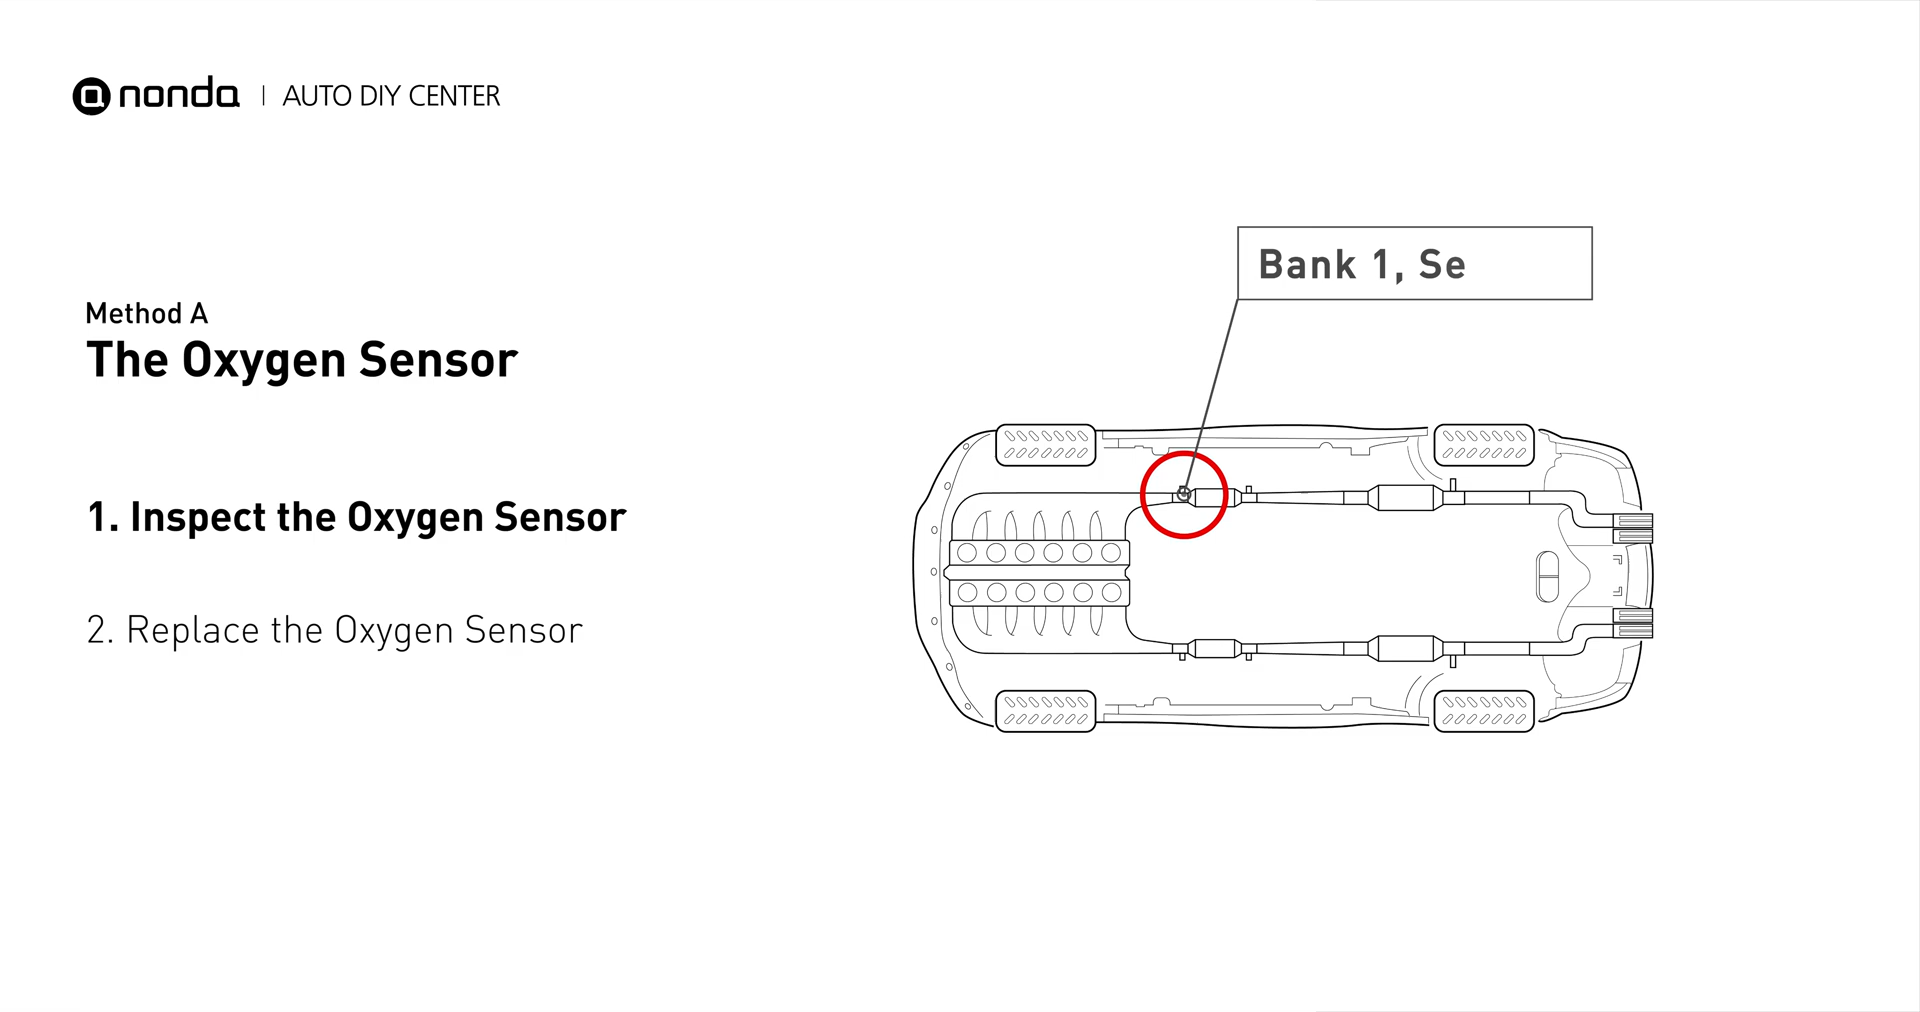 nonda | AUTO DIY CENTER
Bank 1, Se
Method A
The Oxygen Sensor
1. Inspect the Oxygen Sensor
2. Replace the Oxygen Sensor